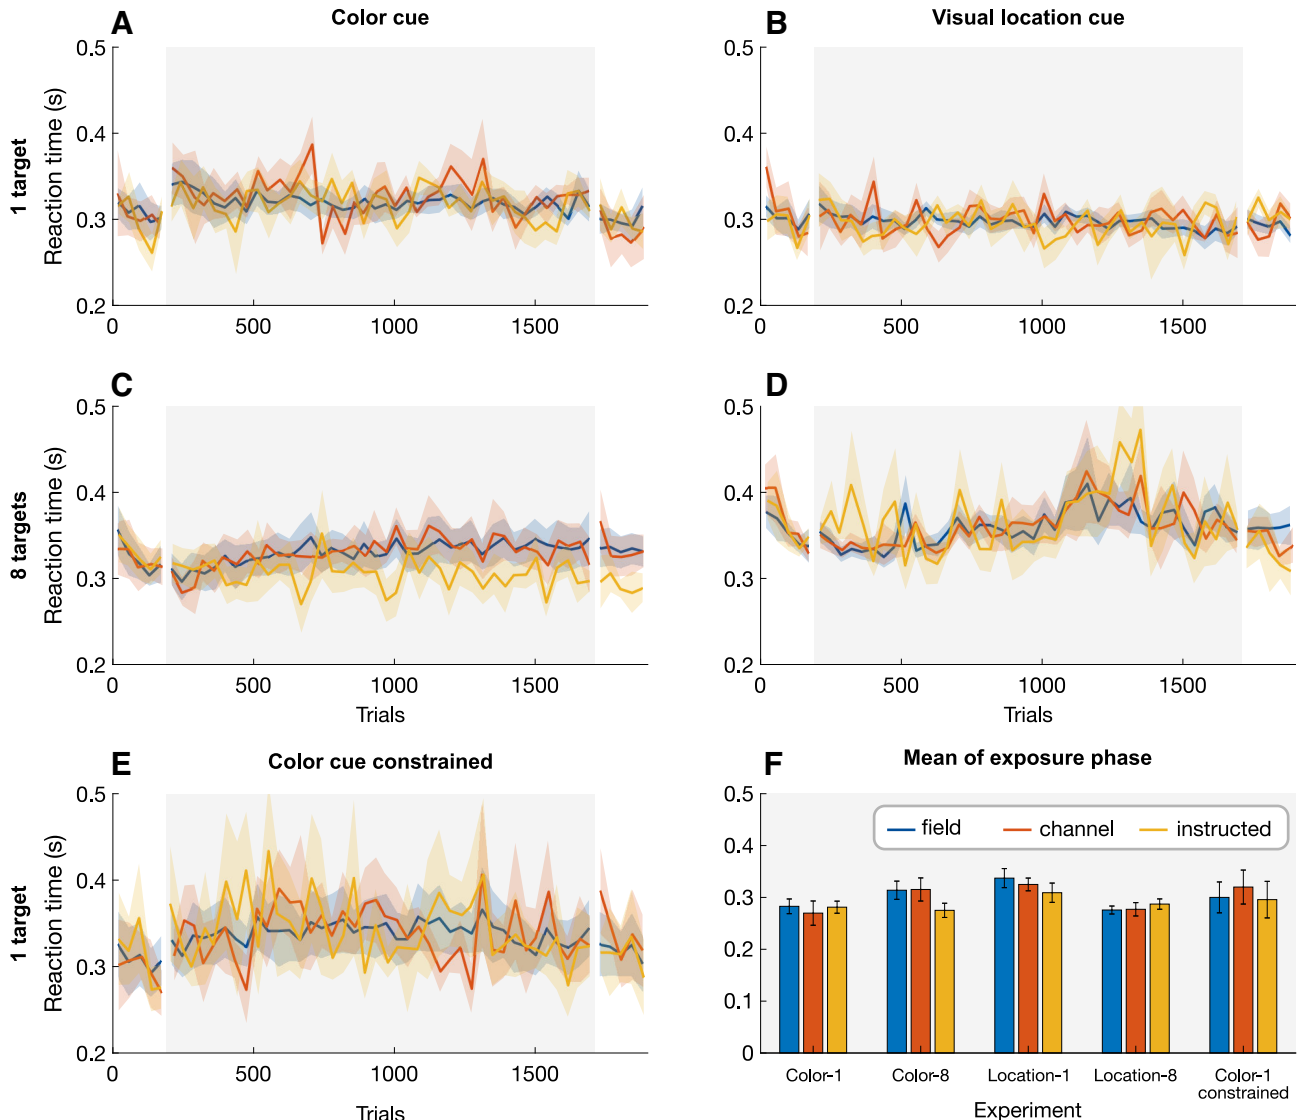 A
Color cue
B
Visual location cue
1 target
Reaction time (s)
0.5
0.4
0.3
0.2
0
500
1000
1500
0.5
0.4
0.3
0.2
0
500
1000
1500
C
D
8 targets
Reaction time (s)
0.5
0.4
0.3
0.2
0
500
1000
1500
Trials
0.5
0.4
0.3
0.2
0
500
1000
1500
Trials
E
Color cue constrained
F
Mean of exposure phase
1 target
Reaction time (s)
0.5
0.4
0.3
0.2
0
500
1000
1500
Trials
0.5
0.4
0.3
0.2
0.1
0
field
channel
instructed
Color-1
Color-8
Location-1
Location-8
Color-1
constrained
Experiment